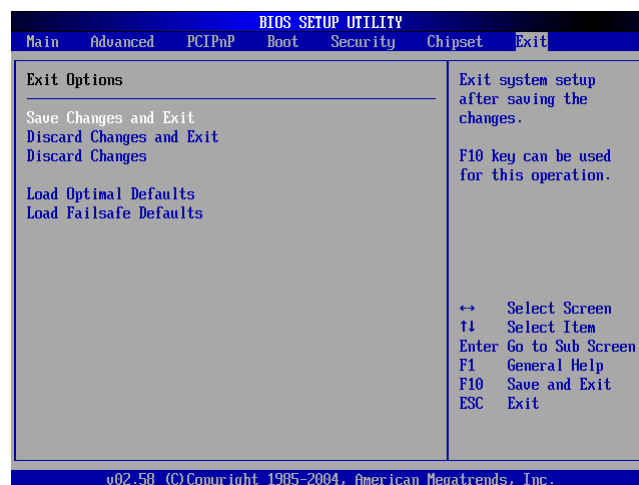 BIOS SETUP UTILITY
Main Advanced PCIPnP Boot Security Chipset Exit
Exit Options
Save Changes and Exit
Discard Changes and Exit
Discard Changes
Load Optimal Defaults
Load Failsafe Defaults
Exit system setup
after saving the
changes.
F10 key can be used
for this operation.
↔ Select Screen
↑↓ Select Item
Enter Go to Sub Screen
F1 General Help
F10 Save and Exit
ESC Exit
v02.58 (C)Copyright 1985-2004, American Megatrends, Inc.